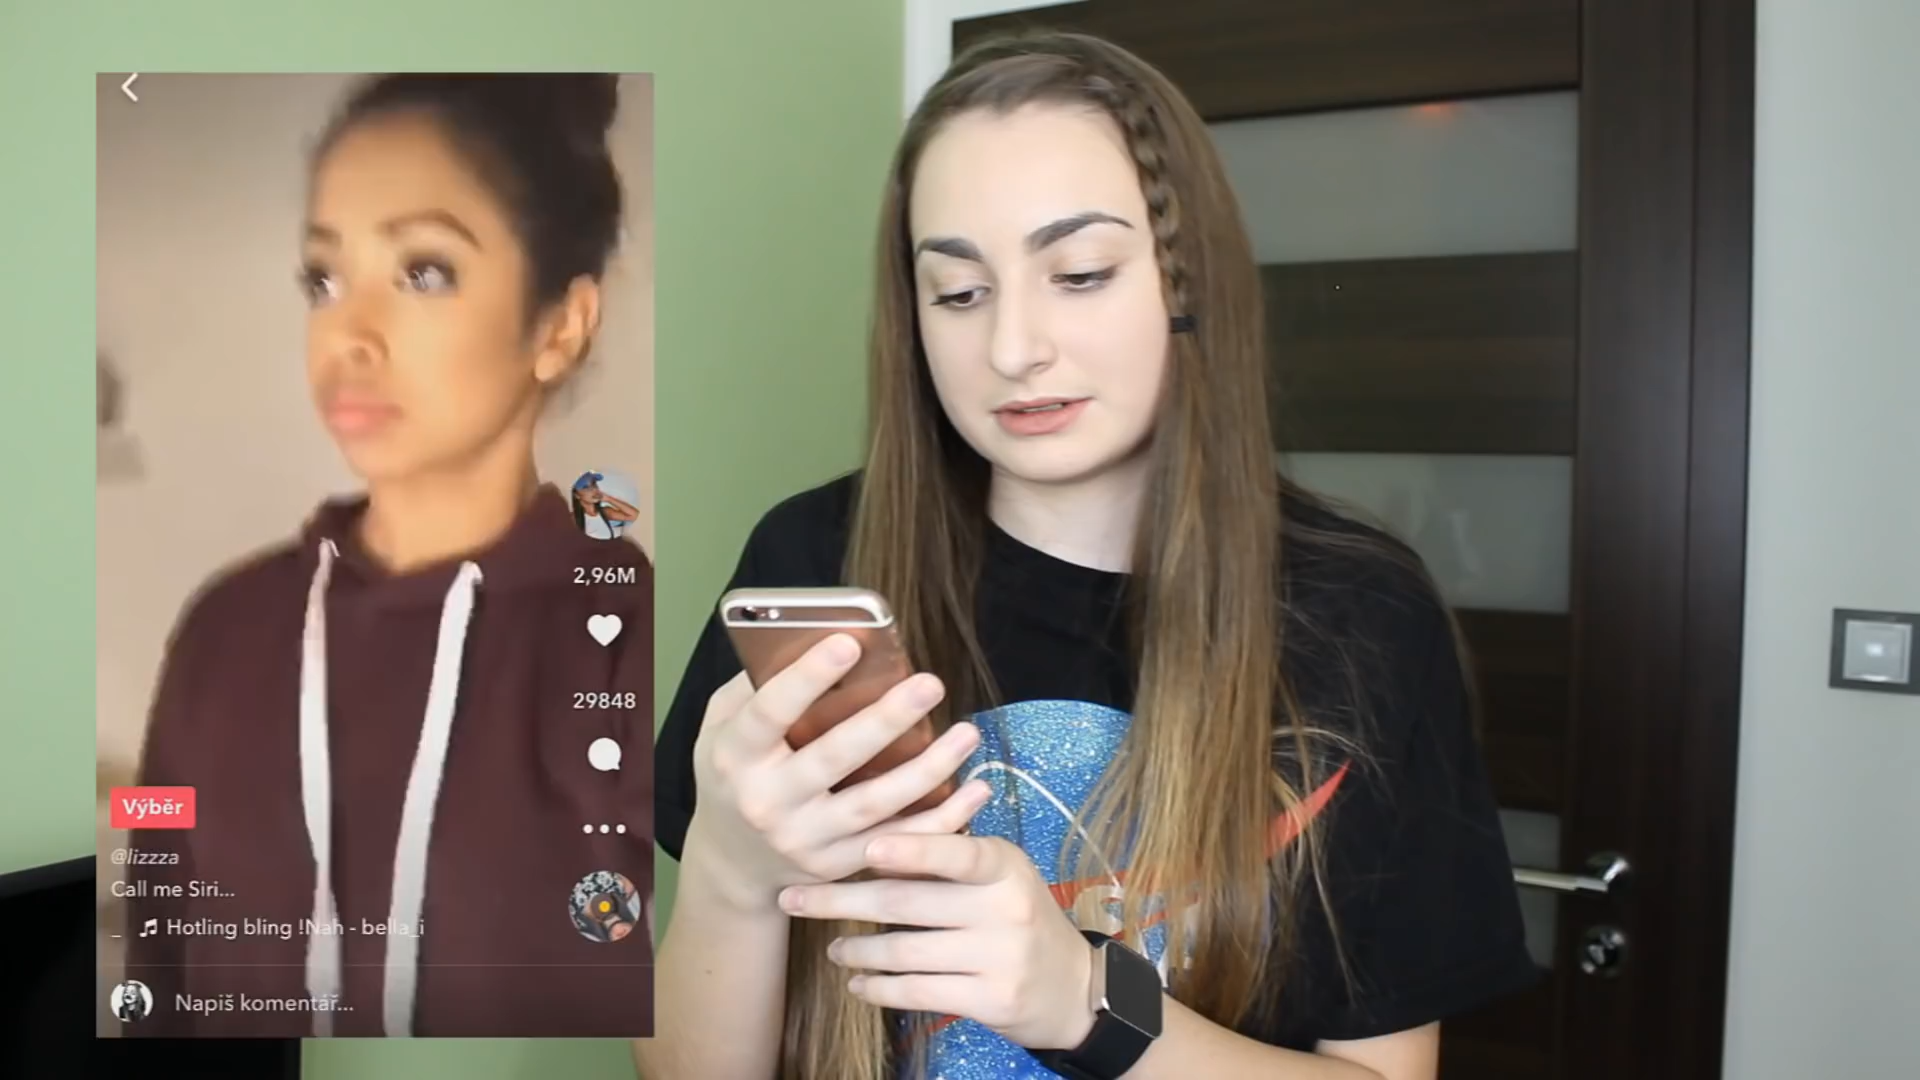 2,96M
29848
Výběr
@lizzza
Call me Siri...
_ Hotling bling !Nah - bella_i
Napiš komentář...